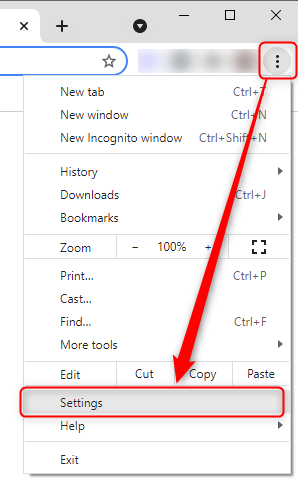 New tab Ctrl+T
New window Ctrl+N
New Incognito window Ctrl+Shift+N
History
Downloads Ctrl+J
Bookmarks
Zoom − 100% +
Print... Ctrl+P
Cast...
Find... Ctrl+F
More tools
Edit Cut Copy Paste
Settings
Help
Exit